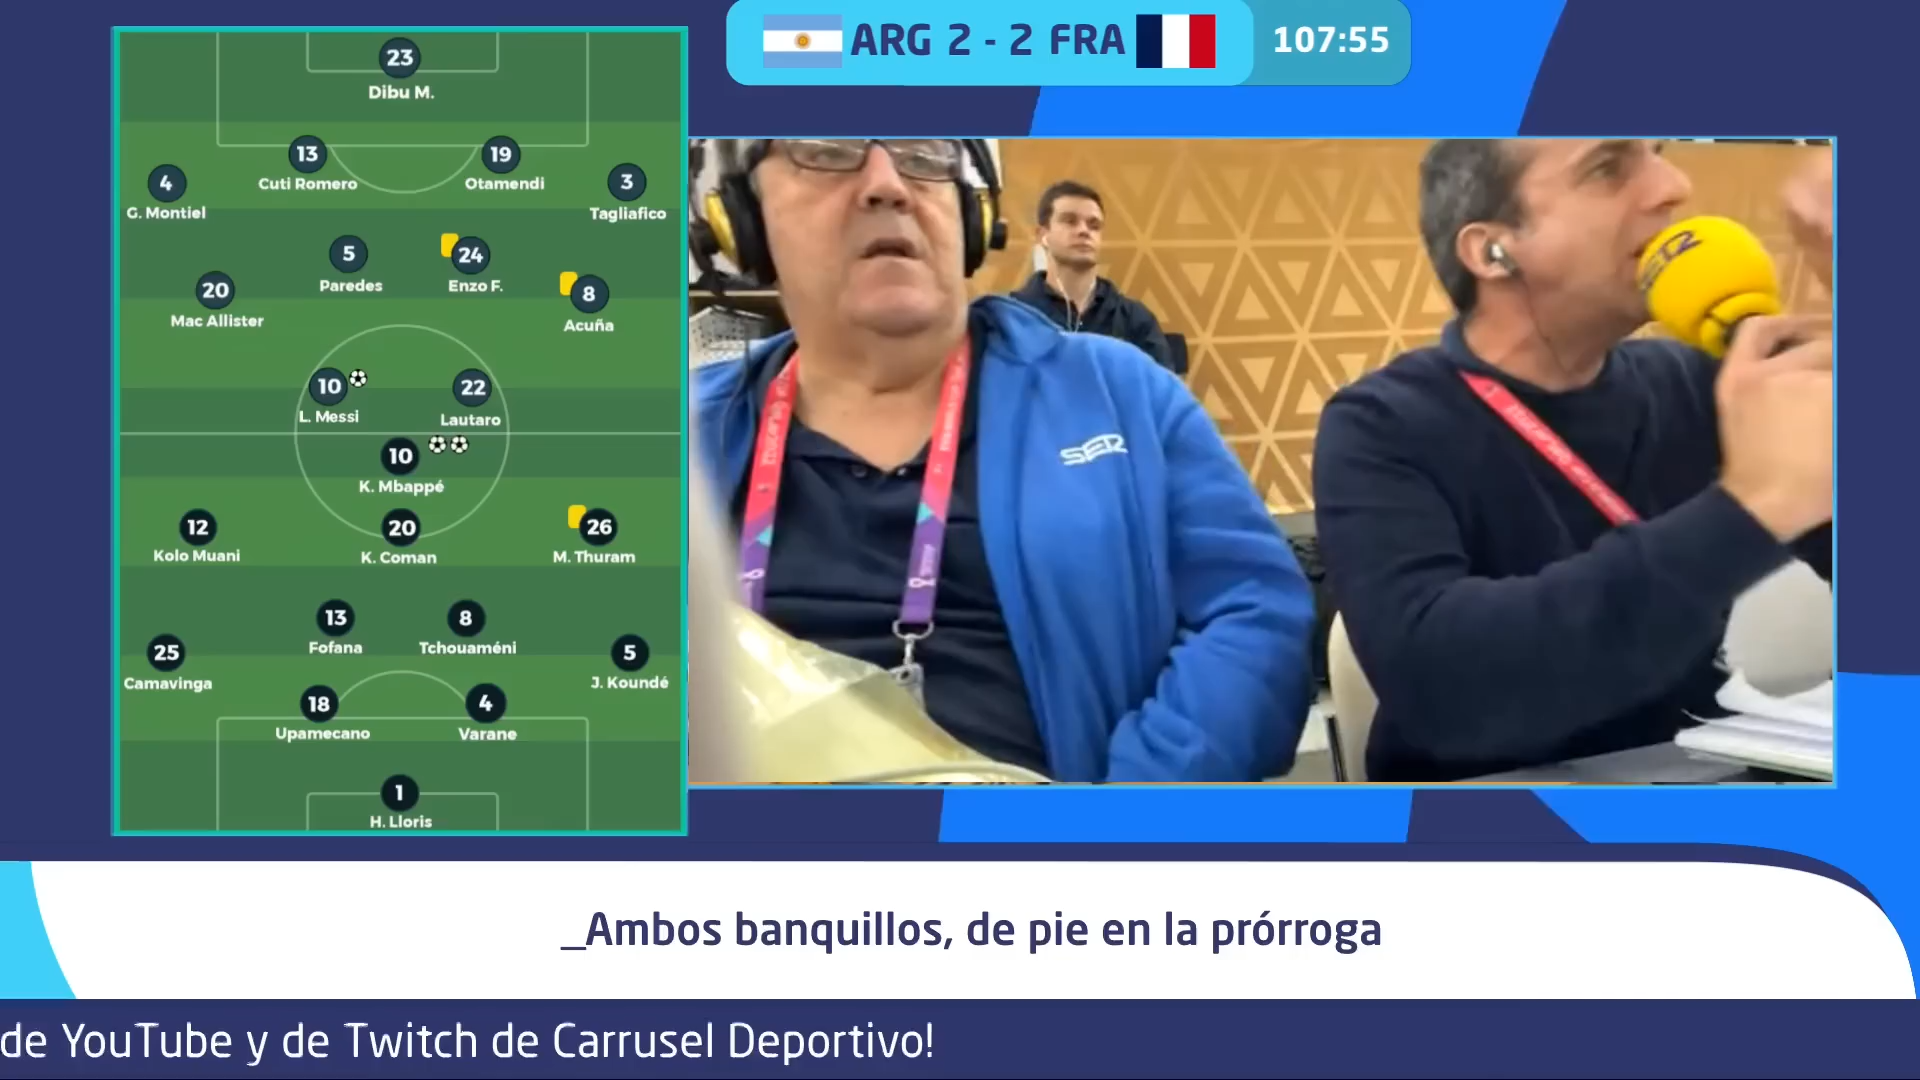 ARG 2 - 2 FRA
107:55
23
Dibu M.
13
Cuti Romero
19
Otamendi
4
G. Montiel
3
Tagliafico
5
Paredes
24
Enzo F.
20
Mac Allister
8
Acuña
10
L. Messi
22
Lautaro
10
K. Mbappé
12
Kolo Muani
20
K. Coman
26
M. Thuram
13
Fofana
8
Tchouaméni
25
Camavinga
5
J. Koundé
18
Upamecano
4
Varane
1
H. Lloris
SER
SER
_Ambos banquillos, de pie en la prórroga
de YouTube y de Twitch de Carrusel Deportivo!